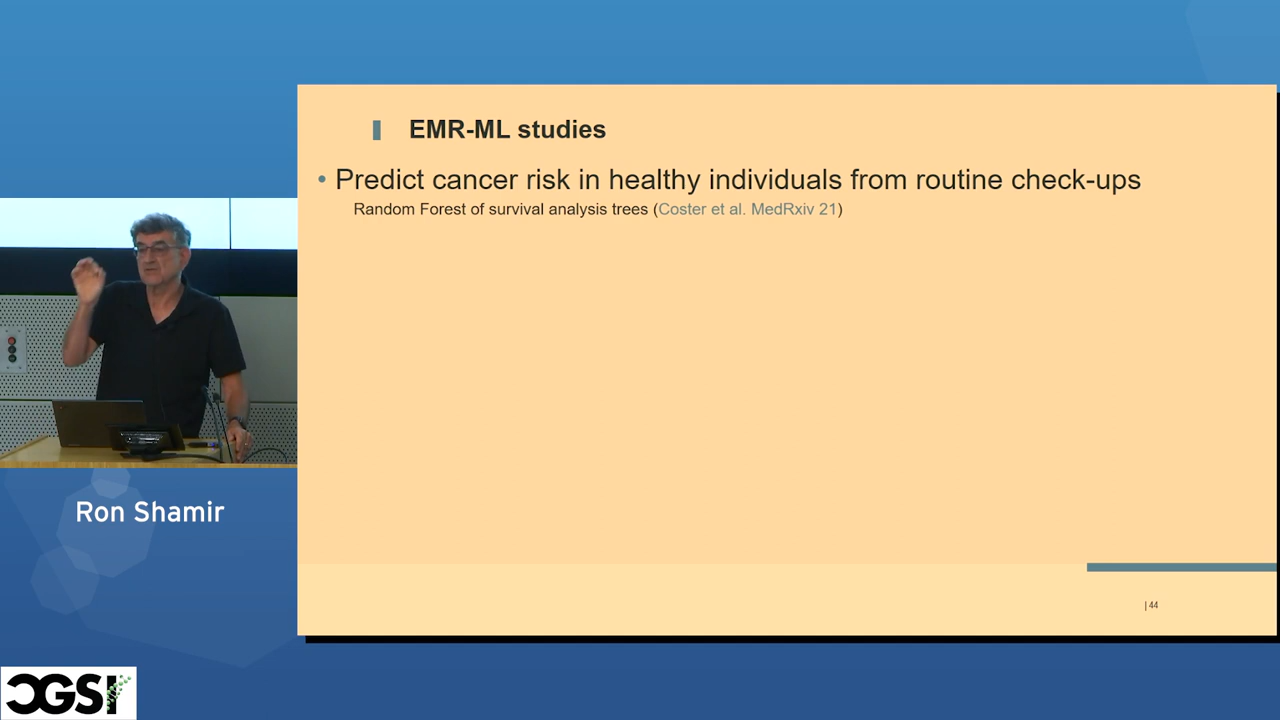 EMR-ML studies
• Predict cancer risk in healthy individuals from routine check-ups
Random Forest of survival analysis trees (Coster et al. MedRxiv 21)
| 44
Ron Shamir
CGSI